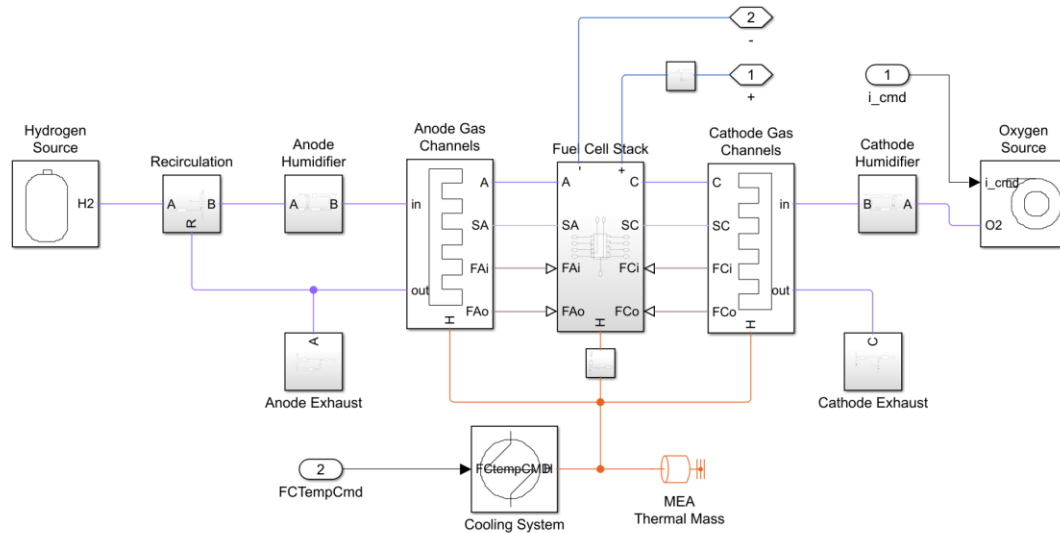 2
-
1
+
1
i_cmd
Hydrogen
Source
H2
Recirculation
A
B
R
Anode
Humidifier
A
B
Anode Gas
Channels
in
out
A
SA
FAi
FAo
H
Fuel Cell Stack
-
+
A
SA
FAi
FAo
C
SC
FCi
FCo
H
Cathode Gas
Channels
C
SC
FCi
FCo
in
out
H
Cathode
Humidifier
B
A
Oxygen
Source
i_cmd
O2
A
Anode Exhaust
C
Cathode Exhaust
2
FCTempCmd
FCtempCMD
H
Cooling System
MEA
Thermal Mass